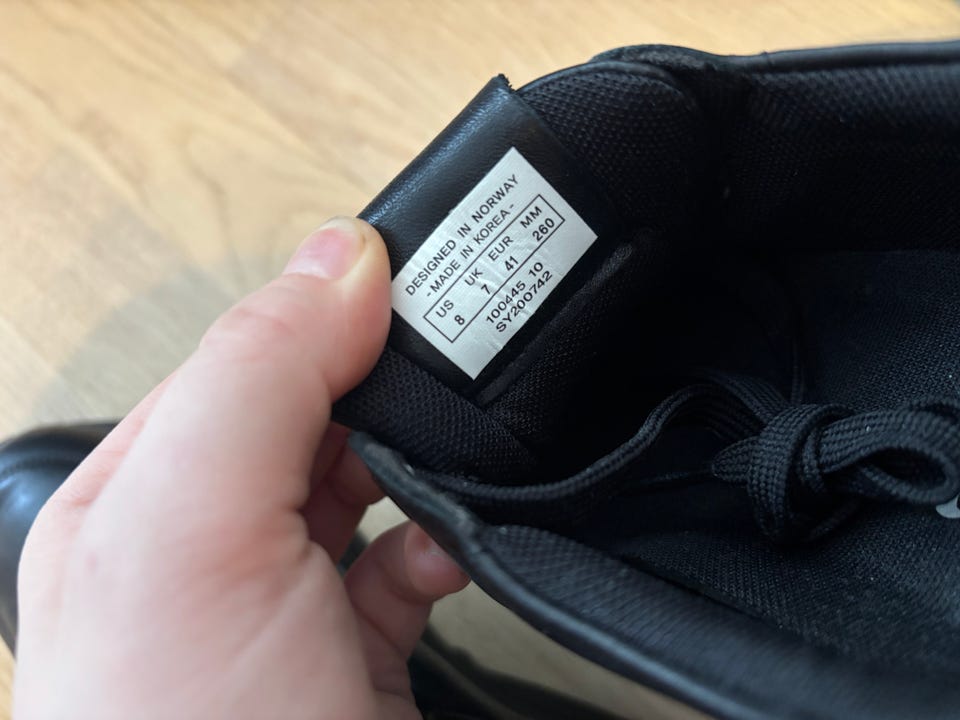 DESIGNED IN NORWAY
-MADE IN KOREA-
US UK EUR MM
8 7 41 260
100445 10
SY200742